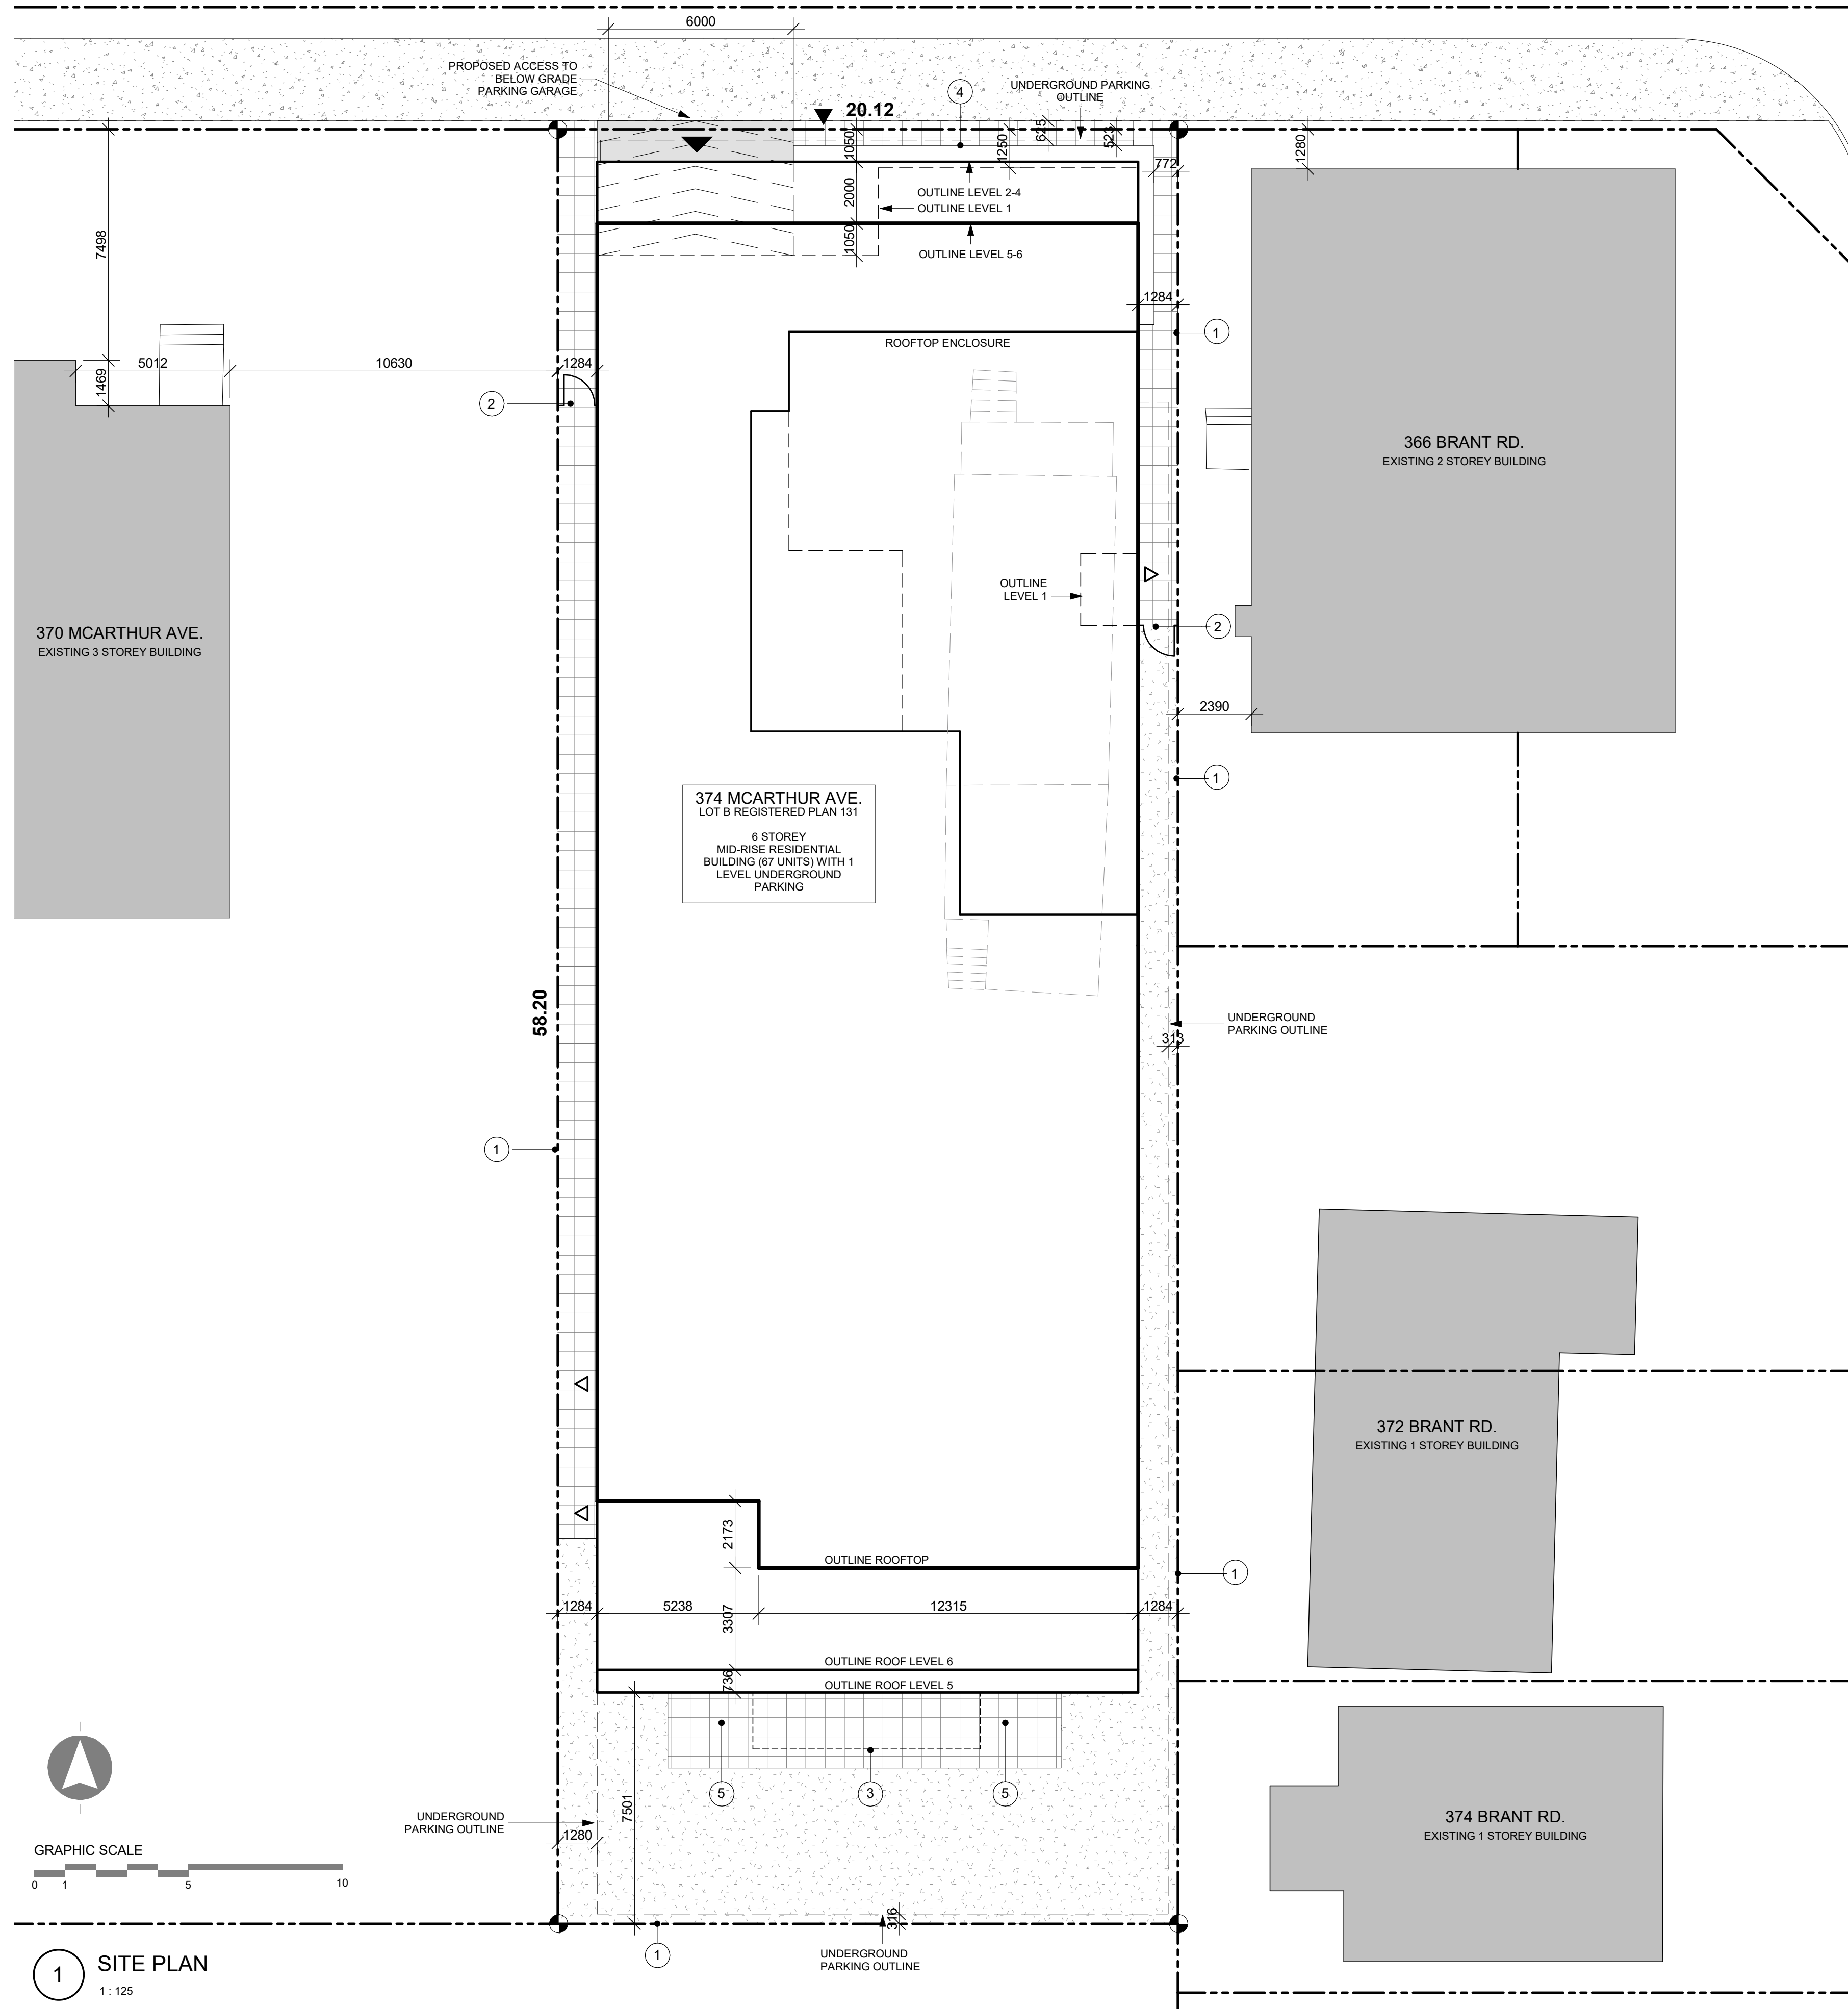 6000
PROPOSED ACCESS TO
BELOW GRADE
PARKING GARAGE
20.12
4
UNDERGROUND PARKING
OUTLINE
1050
1250
625
523
772
1280
2000
1050
OUTLINE LEVEL 2-4
OUTLINE LEVEL 1
OUTLINE LEVEL 5-6
7498
1469
5012
10630
1284
1284
1
ROOFTOP ENCLOSURE
2
366 BRANT RD.
EXISTING 2 STOREY BUILDING
OUTLINE
LEVEL 1
2
370 MCARTHUR AVE.
EXISTING 3 STOREY BUILDING
2390
1
374 MCARTHUR AVE.
LOT B REGISTERED PLAN 131
6 STOREY
MID-RISE RESIDENTIAL
BUILDING (67 UNITS) WITH 1
LEVEL UNDERGROUND
PARKING
58.20
UNDERGROUND
PARKING OUTLINE
313
1
372 BRANT RD.
EXISTING 1 STOREY BUILDING
2173
OUTLINE ROOFTOP
1
1284
5238
3307
12315
1284
OUTLINE ROOF LEVEL 6
736
OUTLINE ROOF LEVEL 5
5
3
5
7501
UNDERGROUND
PARKING OUTLINE
1280
374 BRANT RD.
EXISTING 1 STOREY BUILDING
GRAPHIC SCALE
0 1 5 10
316
1
UNDERGROUND
PARKING OUTLINE
1 SITE PLAN
1 : 125